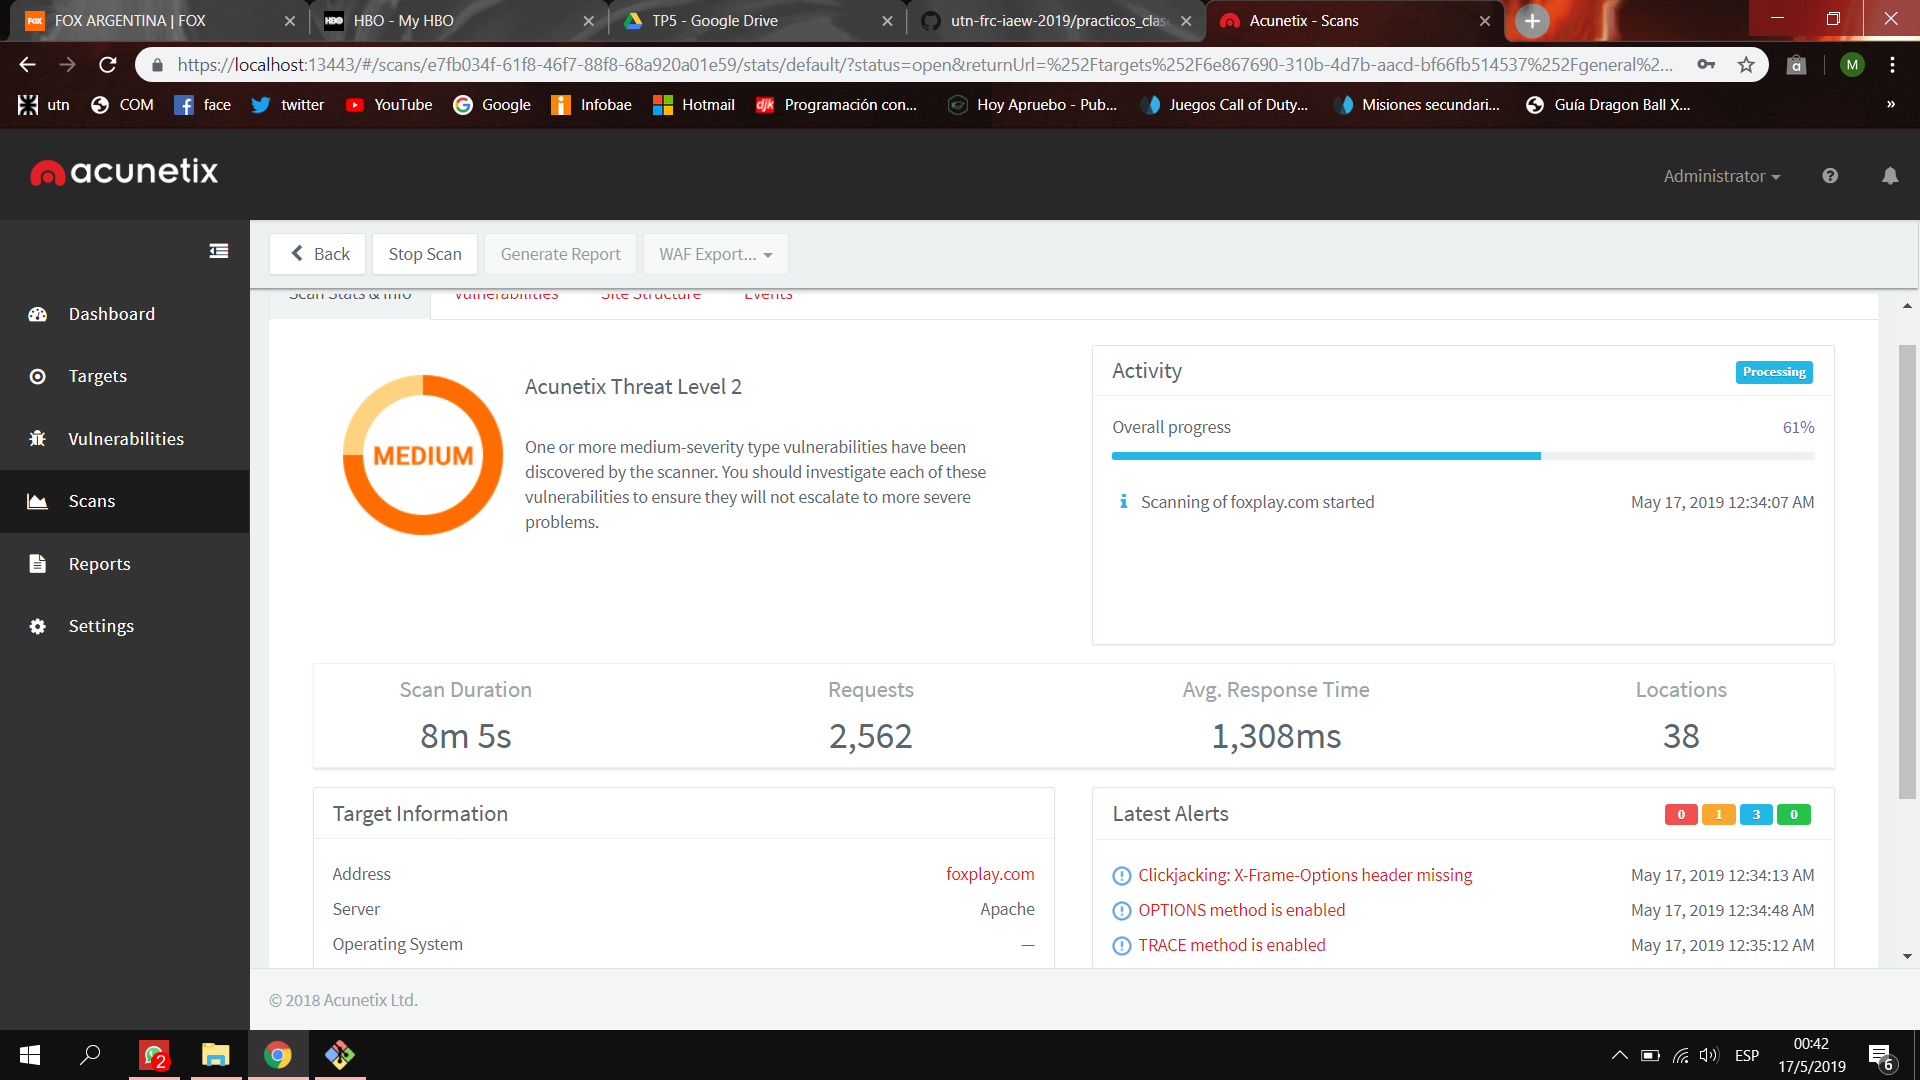 FOX ARGENTINA | FOX
HBO - My HBO
TP5 - Google Drive
utn-frc-iaew-2019/practicos_clas
Acunetix - Scans
https://localhost:13443/#/scans/e7fb034f-61f8-46f7-88f8-68a920a01e59/stats/default/?status=open&returnUrl=%252Ftargets%252F6e867690-310b-4d7b-aacd-bf66fb514537%252Fgeneral%2...
M
utn
COM
face
twitter
YouTube
Google
Infobae
Hotmail
Programación con...
Hoy Apruebo - Pub...
Juegos Call of Duty...
Misiones secundari...
Guía Dragon Ball X...
»
acunetix
Administrator
Back
Stop Scan
Generate Report
WAF Export...
Dashboard
Targets
Vulnerabilities
Scans
Reports
Settings
Scan Stats & Info
Vulnerabilities
Site Structure
Events
MEDIUM
Acunetix Threat Level 2
One or more medium-severity type vulnerabilities have been
discovered by the scanner. You should investigate each of these
vulnerabilities to ensure they will not escalate to more severe
problems.
Activity
Processing
Overall progress
61%
Scanning of foxplay.com started
May 17, 2019 12:34:07 AM
Scan Duration
8m 5s
Requests
2,562
Avg. Response Time
1,308ms
Locations
38
Target Information
Address
foxplay.com
Server
Apache
Operating System
—
Latest Alerts
0 1 3 0
Clickjacking: X-Frame-Options header missing
May 17, 2019 12:34:13 AM
OPTIONS method is enabled
May 17, 2019 12:34:48 AM
TRACE method is enabled
May 17, 2019 12:35:12 AM
© 2018 Acunetix Ltd.
2
ESP
00:42
17/5/2019
6